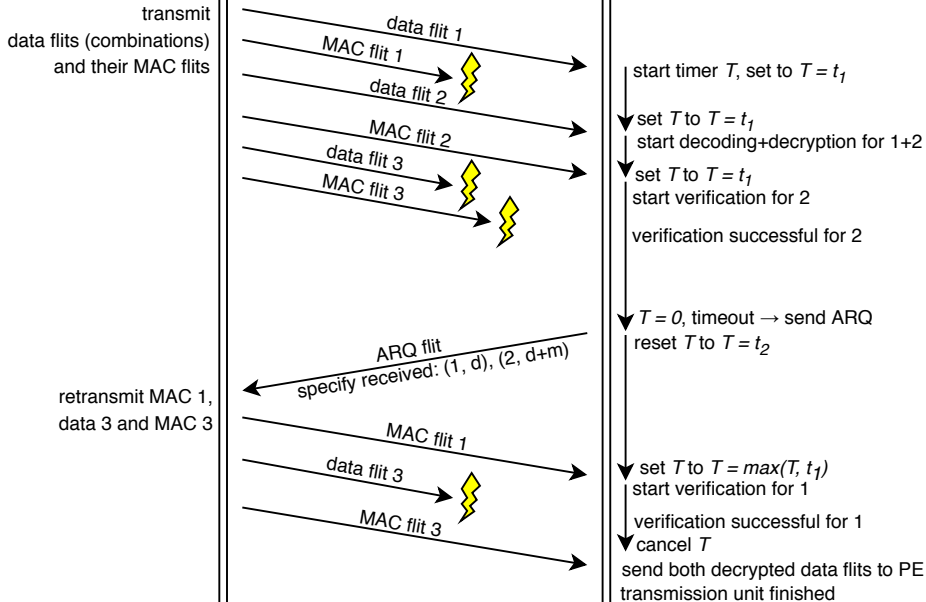 transmit
data flits (combinations)
and their MAC flits
data flit 1
MAC flit 1
data flit 2
MAC flit 2
data flit 3
MAC flit 3
start timer T, set to T = t1
set T to T = t1
start decoding+decryption for 1+2
set T to T = t1
start verification for 2
verification successful for 2
T = 0, timeout → send ARQ
reset T to T = t2
ARQ flit
specify received: (1, d), (2, d+m)
retransmit MAC 1,
data 3 and MAC 3
MAC flit 1
data flit 3
MAC flit 3
set T to T = max(T, t1)
start verification for 1
verification successful for 1
cancel T
send both decrypted data flits to PE
transmission unit finished